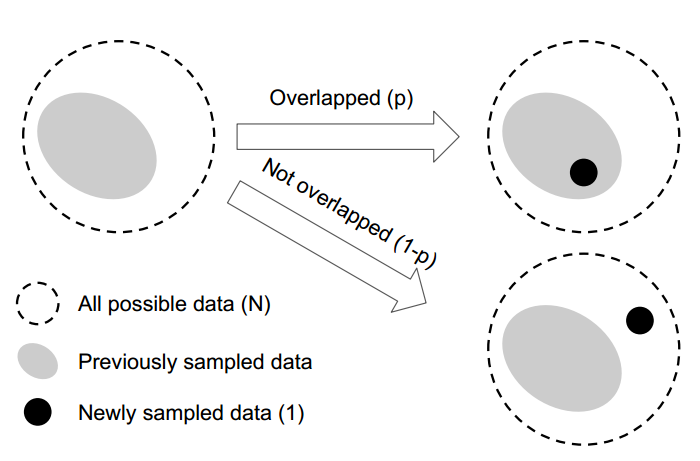 Overlapped (p)
Not overlapped (1-p)
All possible data (N)
Previously sampled data
Newly sampled data (1)